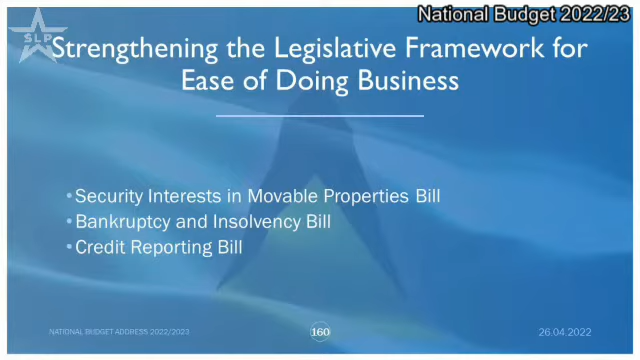 National Budget 2022/23
SLP
Strengthening the Legislative Framework for
Ease of Doing Business
•Security Interests in Movable Properties Bill
•Bankruptcy and Insolvency Bill
•Credit Reporting Bill
NATIONAL BUDGET ADDRESS 2022/2023
160
26.04.2022